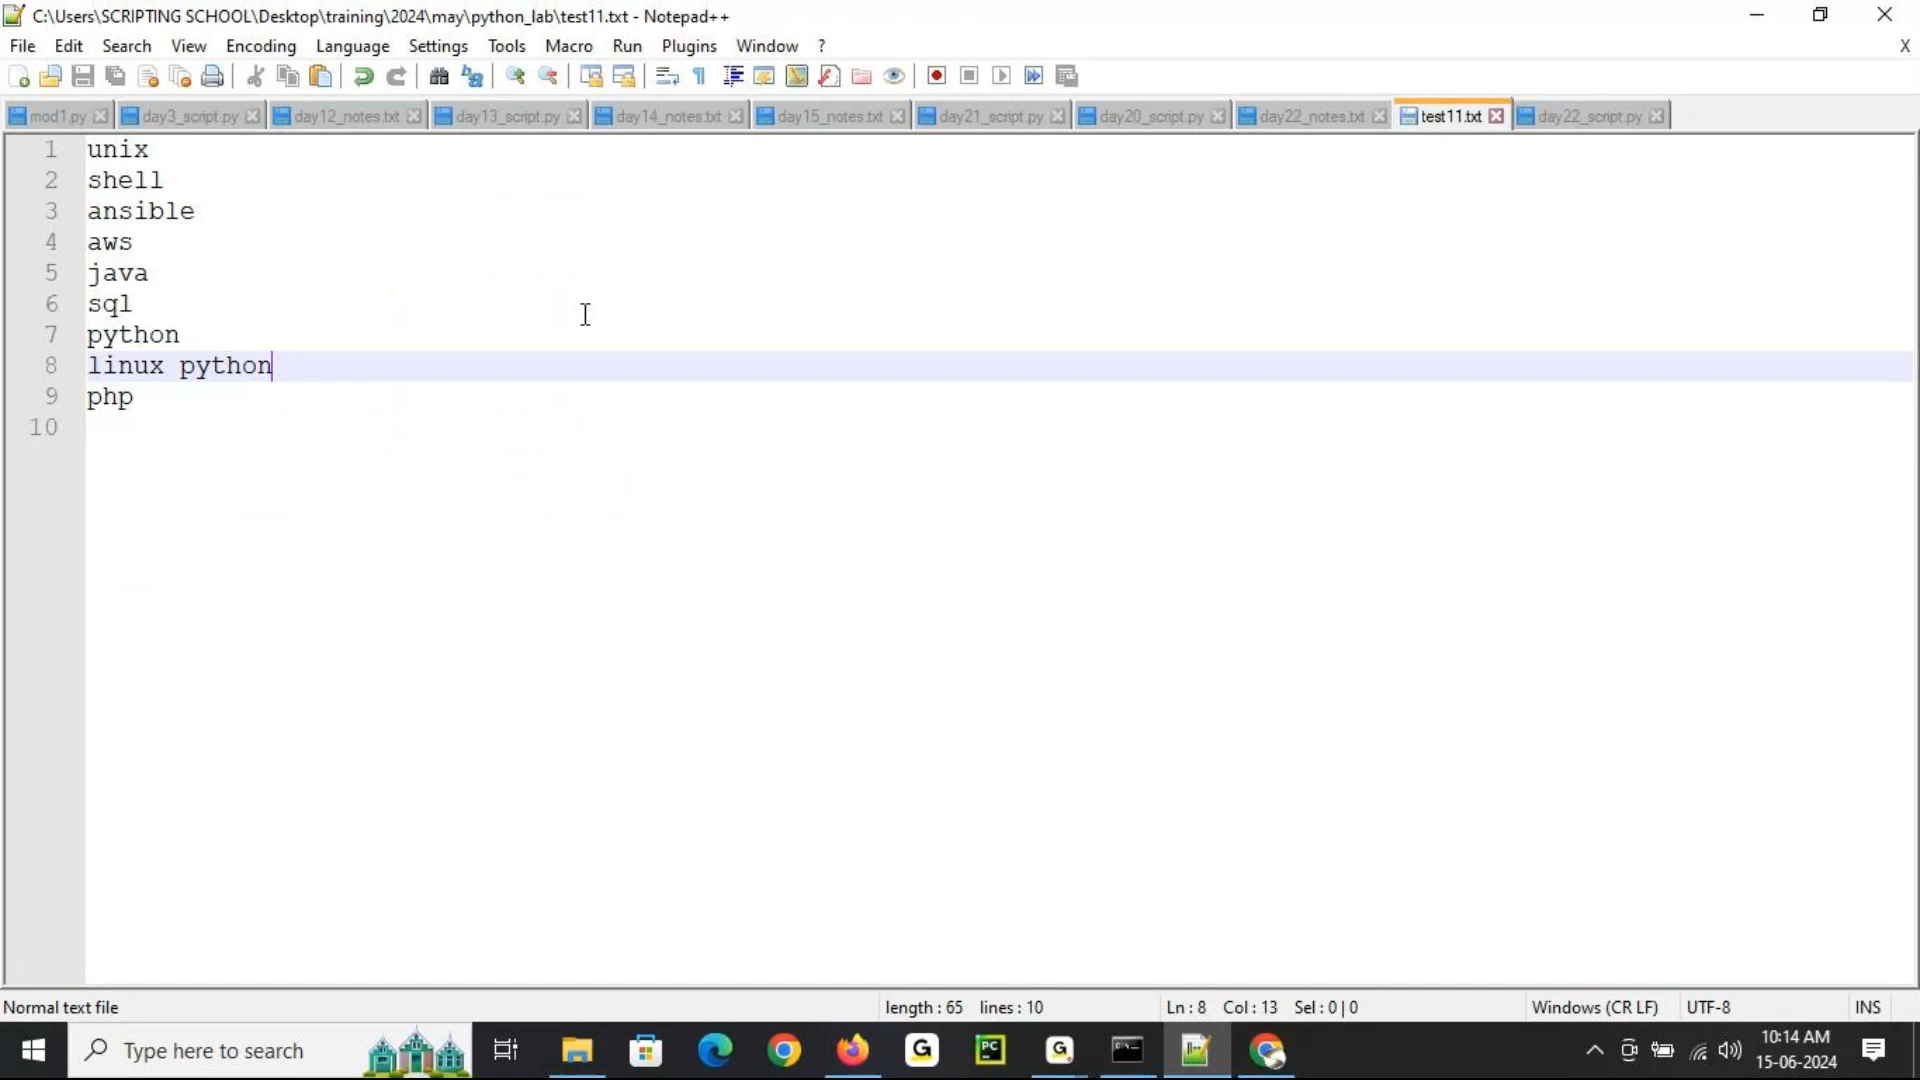 C:\Users\SCRIPTING SCHOOL\Desktop\training\2024\may\python_lab\test11.txt - Notepad++
File Edit Search View Encoding Language Settings Tools Macro Run Plugins Window ? X
mod1.py day3_script.py day12_notes.txt day13_script.py day14_notes.txt day15_notes.txt day21_script.py day20_script.py day22_notes.txt test11.txt day22_script.py
1 unix
2 shell
3 ansible
4 aws
5 java
6 sql
7 python
8 linux python
9 php
10
Normal text file length : 65 lines : 10 Ln : 8 Col : 13 Sel : 0 | 0 Windows (CR LF) UTF-8 INS
Type here to search
10:14 AM
15-06-2024